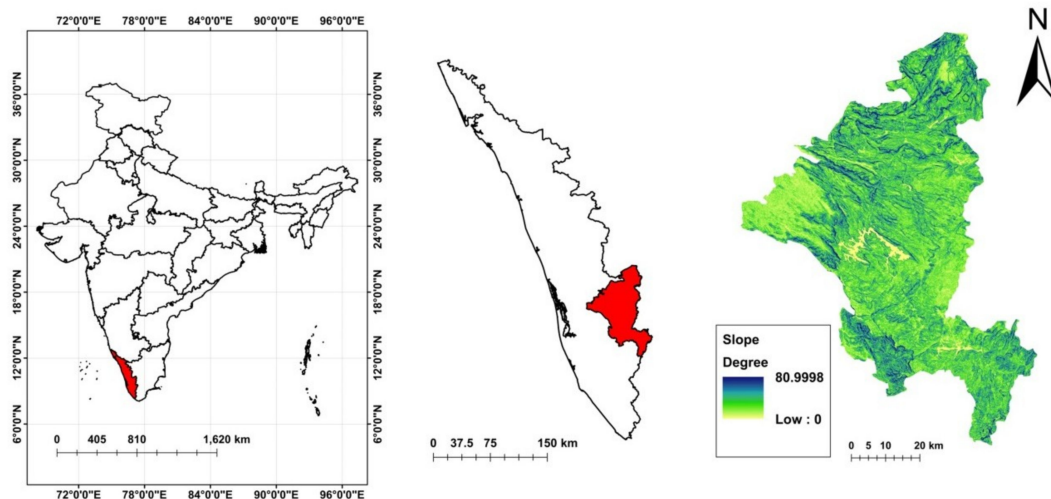 72°0'0"E 78°0'0"E 84°0'0"E 90°0'0"E 96°0'0"E
36°0'0"N 36°0'0"N
30°0'0"N 30°0'0"N
24°0'0"N 24°0'0"N
18°0'0"N 18°0'0"N
12°0'0"N 12°0'0"N
6°0'0"N 6°0'0"N
0 405 810 1,620 km
72°0'0"E 78°0'0"E 84°0'0"E 90°0'0"E 96°0'0"E
0 37.5 75 150 km
N
Slope
Degree
80.9998
Low : 0
0 5 10 20 km